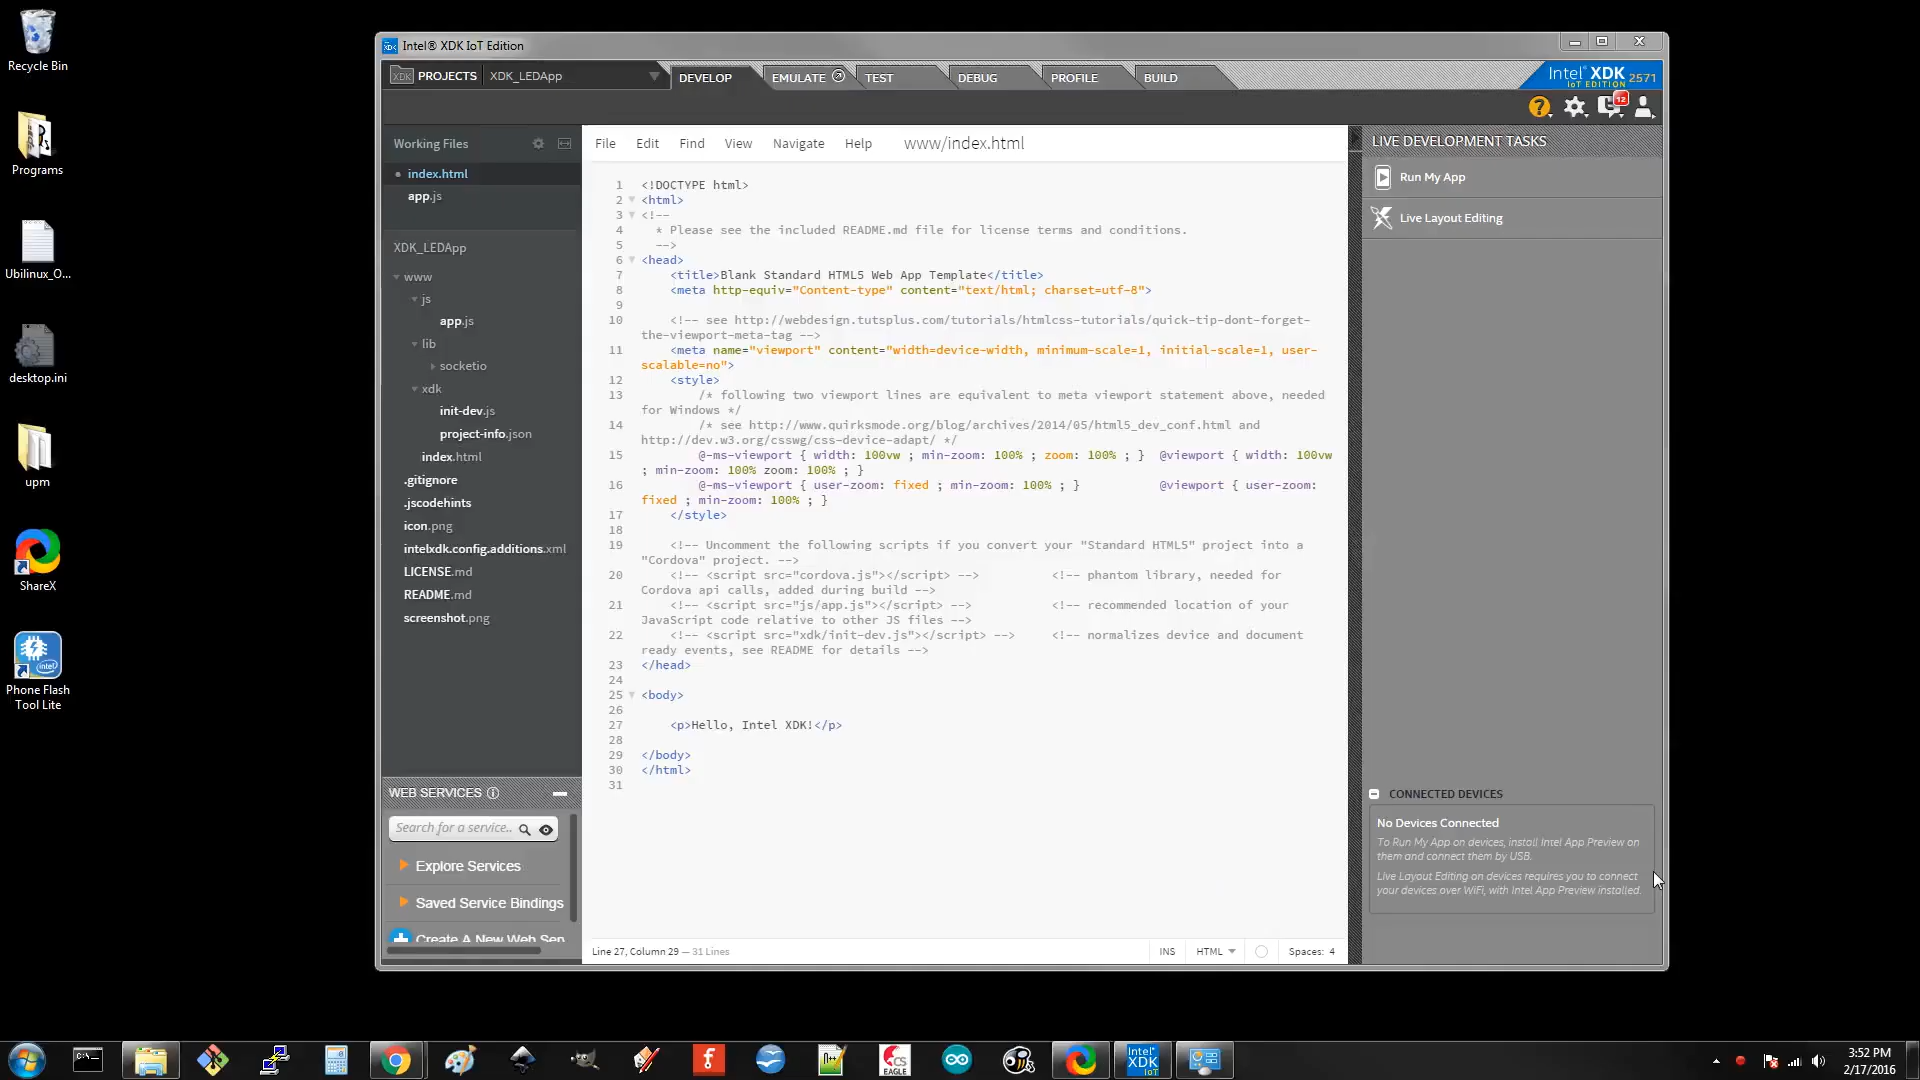 Recycle Bin
Programs
Ubilinux_O...
desktop.ini
upm
ShareX
Phone Flash
Tool Lite
Intel® XDK IoT Edition
PROJECTS XDK_LEDApp
DEVELOP EMULATE TEST DEBUG PROFILE BUILD
Intel® XDK 2571
IoT EDITION
12
Working Files
index.html
app.js
XDK_LEDApp
www
js
app.js
lib
socketio
xdk
init-dev.js
project-info.json
index.html
.gitignore
.jscodehints
icon.png
intelxdk.config.additions.xml
LICENSE.md
README.md
screenshot.png
WEB SERVICES
Search for a service..
Explore Services
Saved Service Bindings
Create A New Web Ser
File Edit Find View Navigate Help www/index.html
1 <!DOCTYPE html>
2 <html>
3 <!--
4 * Please see the included README.md file for license terms and conditions.
5 -->
6 <head>
7 <title>Blank Standard HTML5 Web App Template</title>
8 <meta http-equiv="Content-type" content="text/html; charset=utf-8">
9
10 <!-- see http://webdesign.tutsplus.com/tutorials/htmlcss-tutorials/quick-tip-dont-forget-
the-viewport-meta-tag -->
11 <meta name="viewport" content="width=device-width, minimum-scale=1, initial-scale=1, user-
scalable=no">
12 <style>
13 /* following two viewport lines are equivalent to meta viewport statement above, needed
for Windows */
14 /* see http://www.quirksmode.org/blog/archives/2014/05/html5_dev_conf.html and
http://dev.w3.org/csswg/css-device-adapt/ */
15 @-ms-viewport { width: 100vw ; min-zoom: 100% ; zoom: 100% ; } @viewport { width: 100vw
; min-zoom: 100% zoom: 100% ; }
16 @-ms-viewport { user-zoom: fixed ; min-zoom: 100% ; } @viewport { user-zoom:
fixed ; min-zoom: 100% ; }
17 </style>
18
19 <!-- Uncomment the following scripts if you convert your "Standard HTML5" project into a
"Cordova" project. -->
20 <!-- <script src="cordova.js"></script> --> <!-- phantom library, needed for
Cordova api calls, added during build -->
21 <!-- <script src="js/app.js"></script> --> <!-- recommended location of your
JavaScript code relative to other JS files -->
22 <!-- <script src="xdk/init-dev.js"></script> --> <!-- normalizes device and document
ready events, see README for details -->
23 </head>
24
25 <body>
26
27 <p>Hello, Intel XDK!</p>
28
29 </body>
30 </html>
31
Line 27, Column 29 — 31 Lines
INS HTML Spaces: 4
LIVE DEVELOPMENT TASKS
Run My App
Live Layout Editing
CONNECTED DEVICES
No Devices Connected
To Run My App on devices, install Intel App Preview on
them and connect them by USB.
Live Layout Editing on devices requires you to connect
your devices over WiFi, with Intel App Preview installed.
CS
EAGLE
Intel
XDK
IoT
3:52 PM
2/17/2016